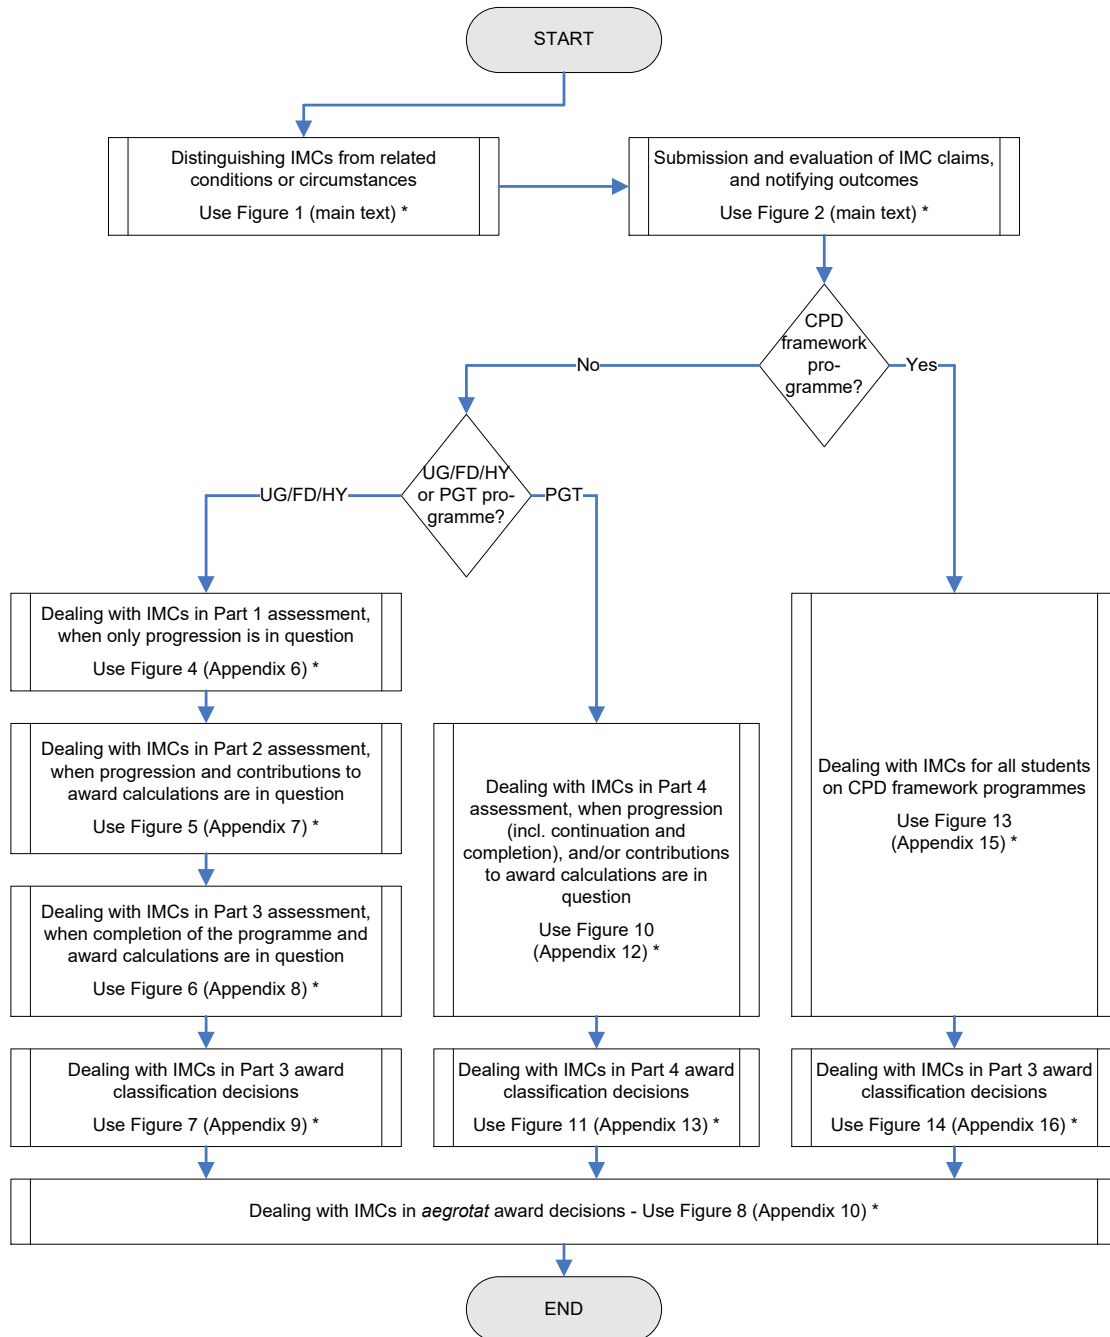 START
Distinguishing IMCs from related
conditions or circumstances
Use Figure 1 (main text) *
Submission and evaluation of IMC claims,
and notifying outcomes
Use Figure 2 (main text) *
CPD
framework
pro-
gramme?
No
Yes
UG/FD/HY
or PGT pro-
gramme?
UG/FD/HY
PGT
Dealing with IMCs in Part 1 assessment,
when only progression is in question
Use Figure 4 (Appendix 6) *
Dealing with IMCs in Part 2 assessment,
when progression and contributions to
award calculations are in question
Use Figure 5 (Appendix 7) *
Dealing with IMCs in Part 3 assessment,
when completion of the programme and
award calculations are in question
Use Figure 6 (Appendix 8) *
Dealing with IMCs in Part 4
assessment, when progression
(incl. continuation and
completion), and/or contributions
to award calculations are in
question
Use Figure 10
(Appendix 12) *
Dealing with IMCs for all students
on CPD framework programmes
Use Figure 13
(Appendix 15) *
Dealing with IMCs in Part 3 award
classification decisions
Use Figure 7 (Appendix 9) *
Dealing with IMCs in Part 4 award
classification decisions
Use Figure 11 (Appendix 13) *
Dealing with IMCs in Part 3 award
classification decisions
Use Figure 14 (Appendix 16) *
Dealing with IMCs in aegrotat award decisions - Use Figure 8 (Appendix 10) *
END